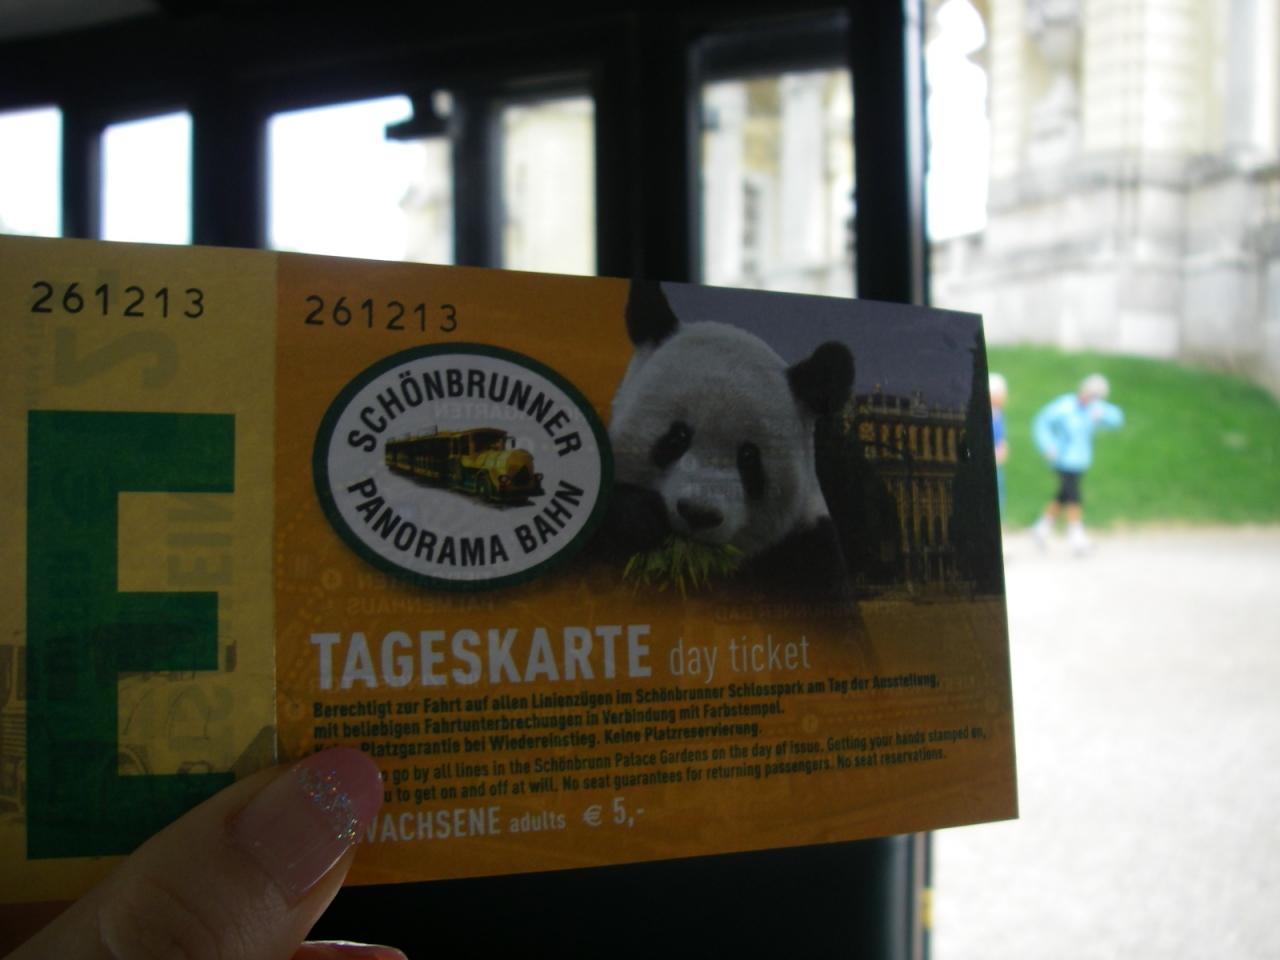 261213
261213
SCHÖNBRUNNER
PANORAMA BAHN
E
TAGESKARTE day ticket
Berechtigt zur Fahrt auf allen Linienzügen im Schönbrunner Schlosspark am Tag der Ausstellung,
mit beliebigen Fahrtunterbrechungen in Verbindung mit Farbstempel.
Platzgarantie bei Wiedereinstieg. Keine Platzreservierung.
go by all lines in the Schönbrunn Palace Gardens on the day of issue. Getting your hands stamped on,
to get on and off at will. No seat guarantees for returning passengers. No seat reservations.
WACHSENE adults € 5,-